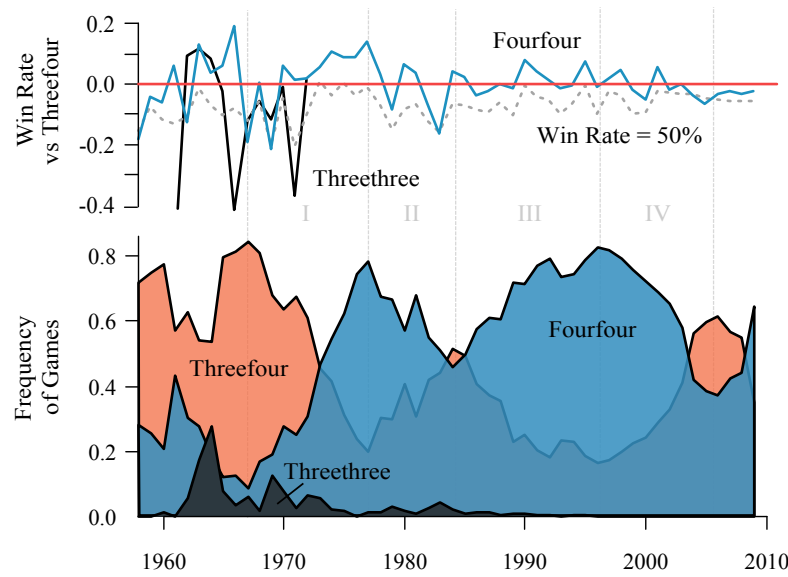 Win Rate
vs Threefour
0.2
0.0
-0.2
-0.4
Fourfour
Win Rate = 50%
Threethree
I
II
III
IV
Frequency
of Games
0.8
0.6
0.4
0.2
0.0
Threefour
Fourfour
Threethree
1960
1970
1980
1990
2000
2010